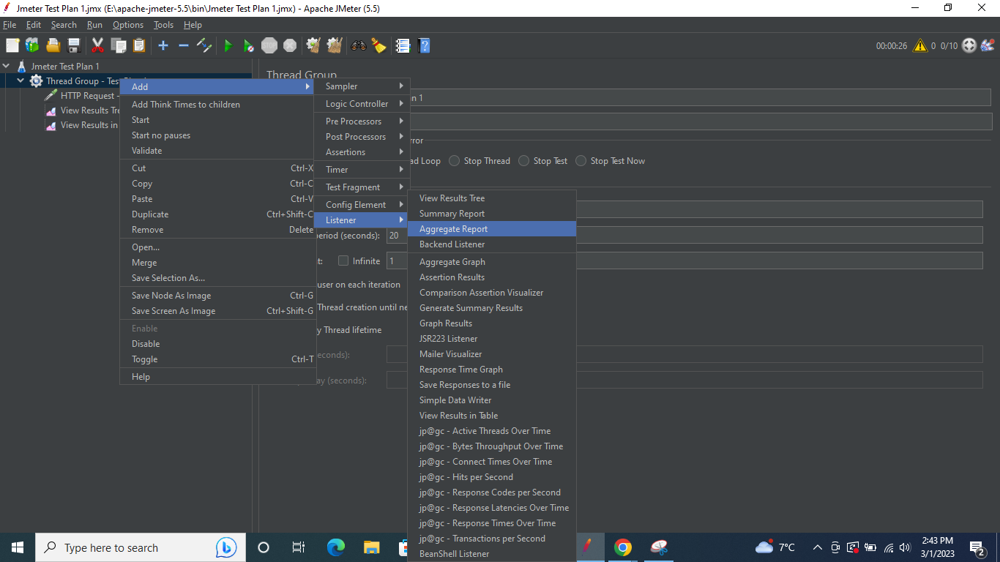 Jmeter Test Plan 1.jmx (E:\apache-jmeter-5.5\bin\Jmeter Test Plan 1.jmx) - Apache JMeter (5.5)
File Edit Search Run Options Tools Help
STOP 00:00:26 0 0/10
Jmeter Test Plan 1
Thread Group - Test
HTTP Request -
View Results Tre
View Results in
Thread Group
Add
Add Think Times to children
Start
Start no pauses
Validate
Cut Ctrl-X
Copy Ctrl-C
Paste Ctrl-V
Duplicate Ctrl+Shift-C
Remove Delete
Open...
Merge
Save Selection As...
Save Node As Image Ctrl-G
Save Screen As Image Ctrl+Shift-G
Enable
Disable
Toggle Ctrl-T
Help
Sampler
Logic Controller
Pre Processors
Post Processors
Assertions
Timer
Test Fragment
Config Element
Listener
View Results Tree
Summary Report
Aggregate Report
Backend Listener
Aggregate Graph
Assertion Results
Comparison Assertion Visualizer
Generate Summary Results
Graph Results
JSR223 Listener
Mailer Visualizer
Response Time Graph
Save Responses to a file
Simple Data Writer
View Results in Table
jp@gc - Active Threads Over Time
jp@gc - Bytes Throughput Over Time
jp@gc - Connect Times Over Time
jp@gc - Hits per Second
jp@gc - Response Codes per Second
jp@gc - Response Latencies Over Time
jp@gc - Response Times Over Time
jp@gc - Transactions per Second
BeanShell Listener
n 1
rror
ad Loop Stop Thread Stop Test Stop Test Now
eriod (seconds): 20
t: Infinite 1
user on each iteration
Thread creation until ne
y Thread lifetime
econds):
ay (seconds):
Type here to search
7°C
2:43 PM
3/1/2023
2